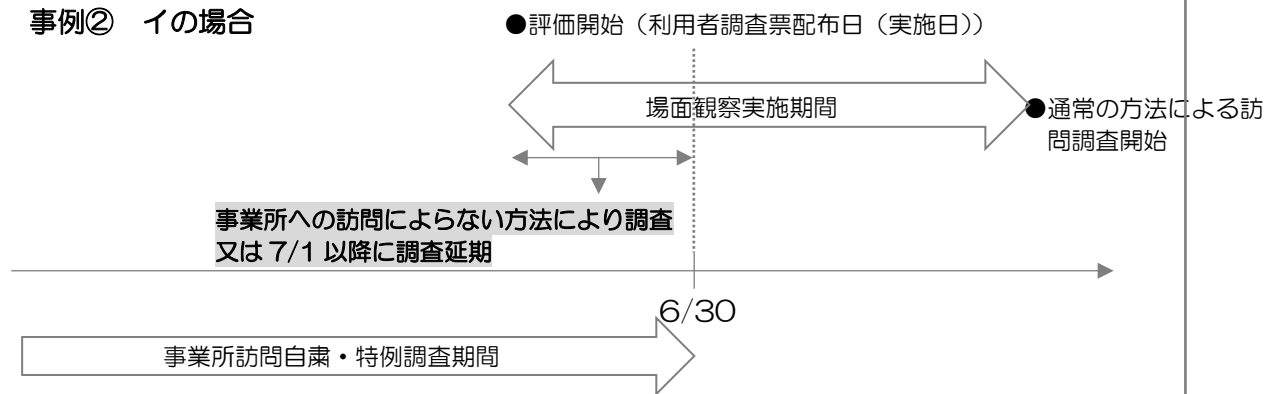 事例② イの場合
●評価開始（利用者調査票配布日（実施日））
場面観察実施期間
●通常の方法による訪
問調査開始
事業所への訪問によらない方法により調査
又は 7/1 以降に調査延期
6/30
事業所訪問自粛・特例調査期間